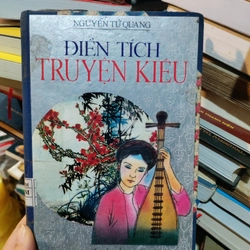 NGUYỄN TỬ QUANG
ĐIỂN TÍCH
TRUYỆN KIỀU